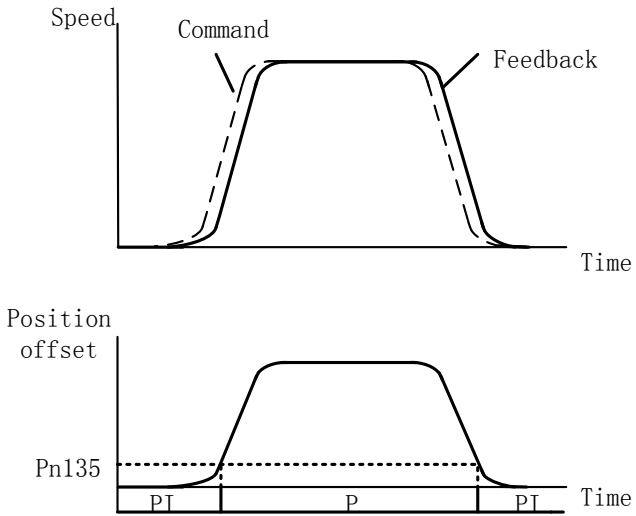 Speed
Command
Feedback
Time
Position
offset
Pn135
PI
P
PI
Time